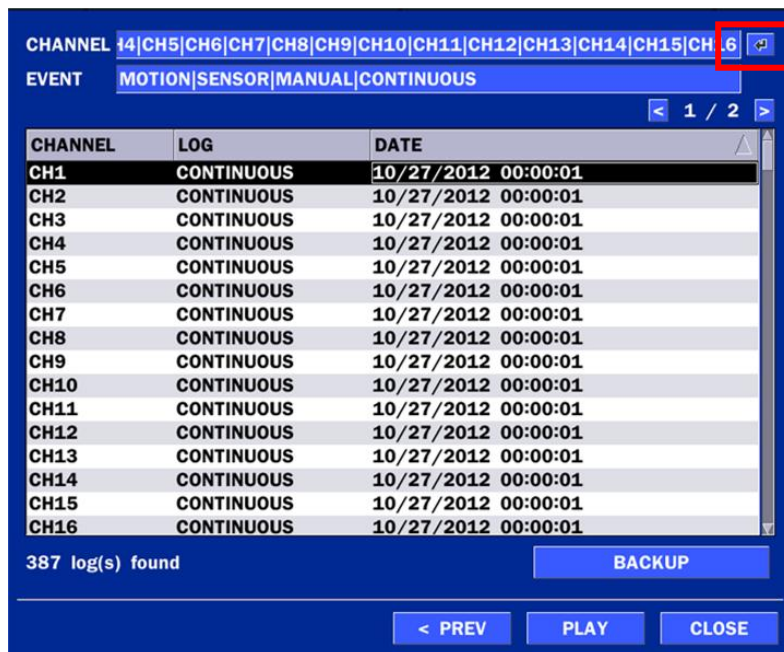 CHANNEL H4|CH5|CH6|CH7|CH8|CH9|CH10|CH11|CH12|CH13|CH14|CH15|CH16
EVENT MOTION|SENSOR|MANUAL|CONTINUOUS
< 1 / 2 >
CHANNEL LOG DATE
CH1 CONTINUOUS 10/27/2012 00:00:01
CH2 CONTINUOUS 10/27/2012 00:00:01
CH3 CONTINUOUS 10/27/2012 00:00:01
CH4 CONTINUOUS 10/27/2012 00:00:01
CH5 CONTINUOUS 10/27/2012 00:00:01
CH6 CONTINUOUS 10/27/2012 00:00:01
CH7 CONTINUOUS 10/27/2012 00:00:01
CH8 CONTINUOUS 10/27/2012 00:00:01
CH9 CONTINUOUS 10/27/2012 00:00:01
CH10 CONTINUOUS 10/27/2012 00:00:01
CH11 CONTINUOUS 10/27/2012 00:00:01
CH12 CONTINUOUS 10/27/2012 00:00:01
CH13 CONTINUOUS 10/27/2012 00:00:01
CH14 CONTINUOUS 10/27/2012 00:00:01
CH15 CONTINUOUS 10/27/2012 00:00:01
CH16 CONTINUOUS 10/27/2012 00:00:01
387 log(s) found BACKUP
< PREV PLAY CLOSE